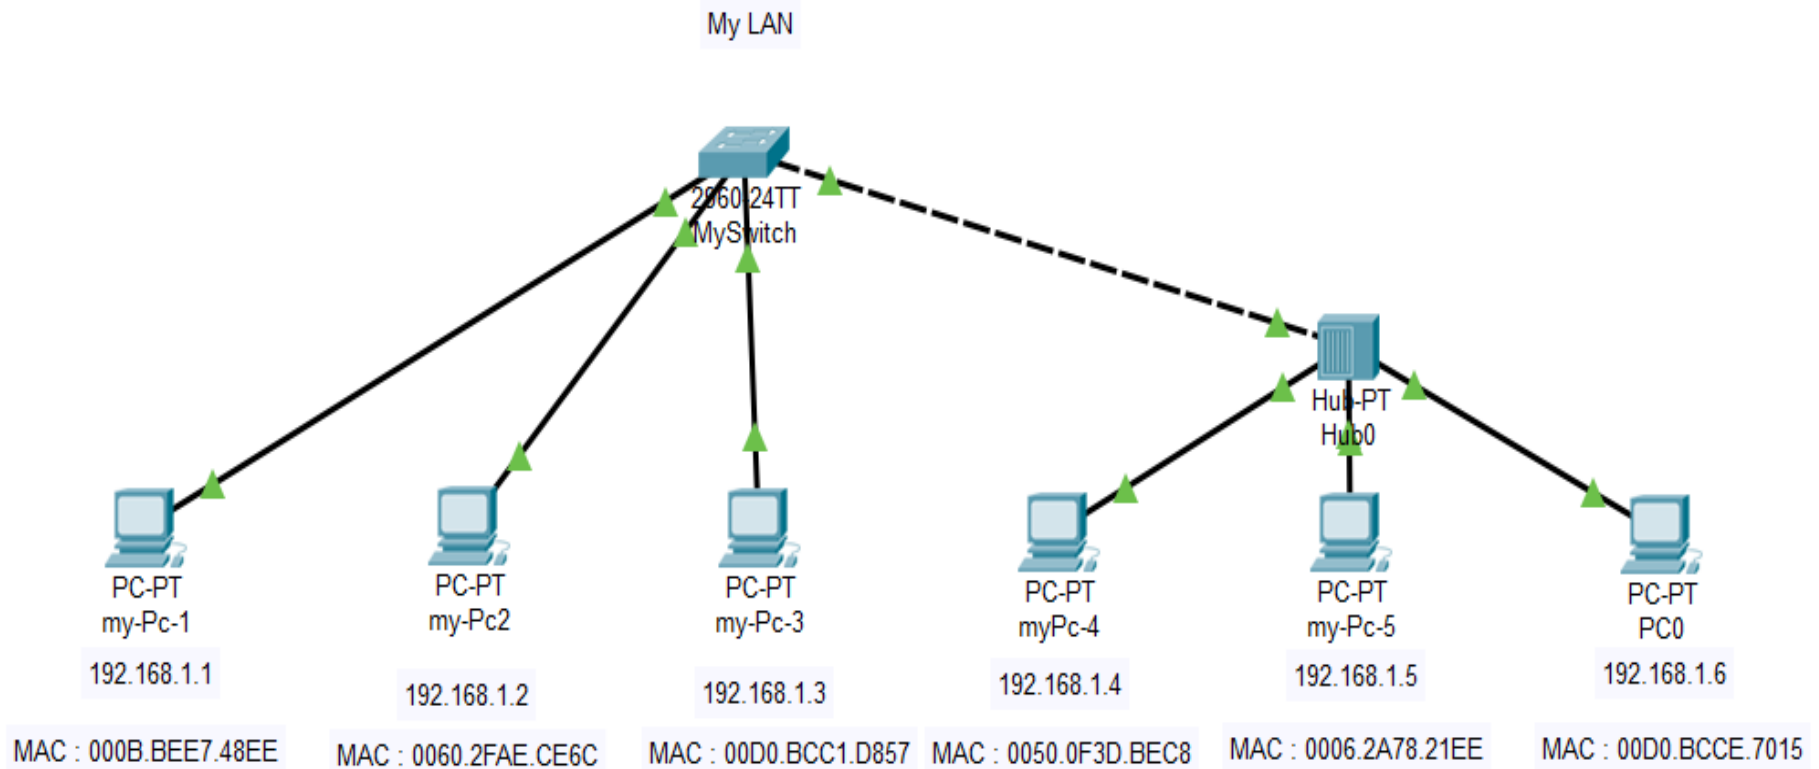 My LAN
2960-24TT
MySwitch
Hub-PT
Hub0
PC-PT
my-Pc-1
192.168.1.1
MAC : 000B.BEE7.48EE
PC-PT
my-Pc2
192.168.1.2
MAC : 0060.2FAE.CE6C
PC-PT
my-Pc-3
192.168.1.3
MAC : 00D0.BCC1.D857
PC-PT
myPc-4
192.168.1.4
MAC : 0050.0F3D.BEC8
PC-PT
my-Pc-5
192.168.1.5
MAC : 0006.2A78.21EE
PC-PT
PC0
192.168.1.6
MAC : 00D0.BCCE.7015